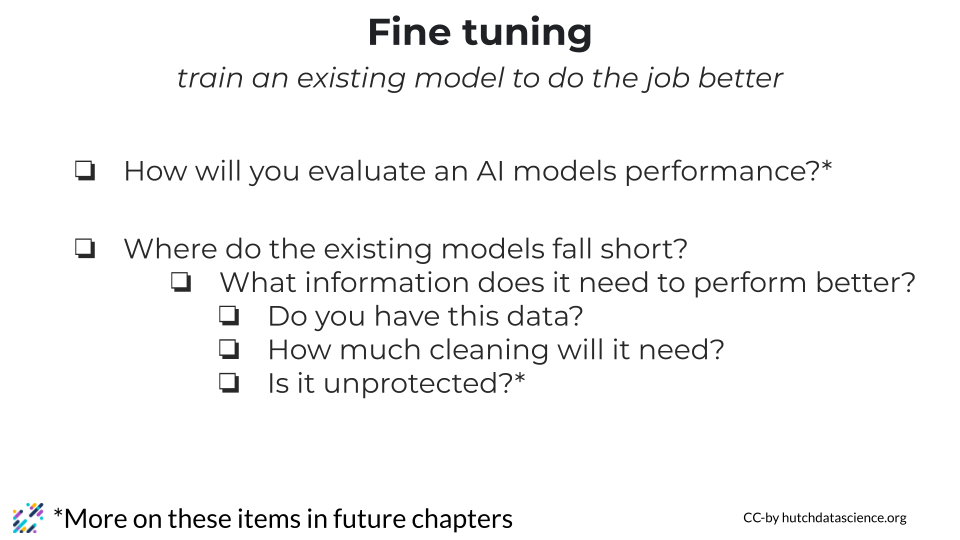 Fine tuning
train an existing model to do the job better
❏ How will you evaluate an AI models performance?*
❏ Where do the existing models fall short?
❏ What information does it need to perform better?
❏ Do you have this data?
❏ How much cleaning will it need?
❏ Is it unprotected?*
*More on these items in future chapters
CC-by hutchdatascience.org